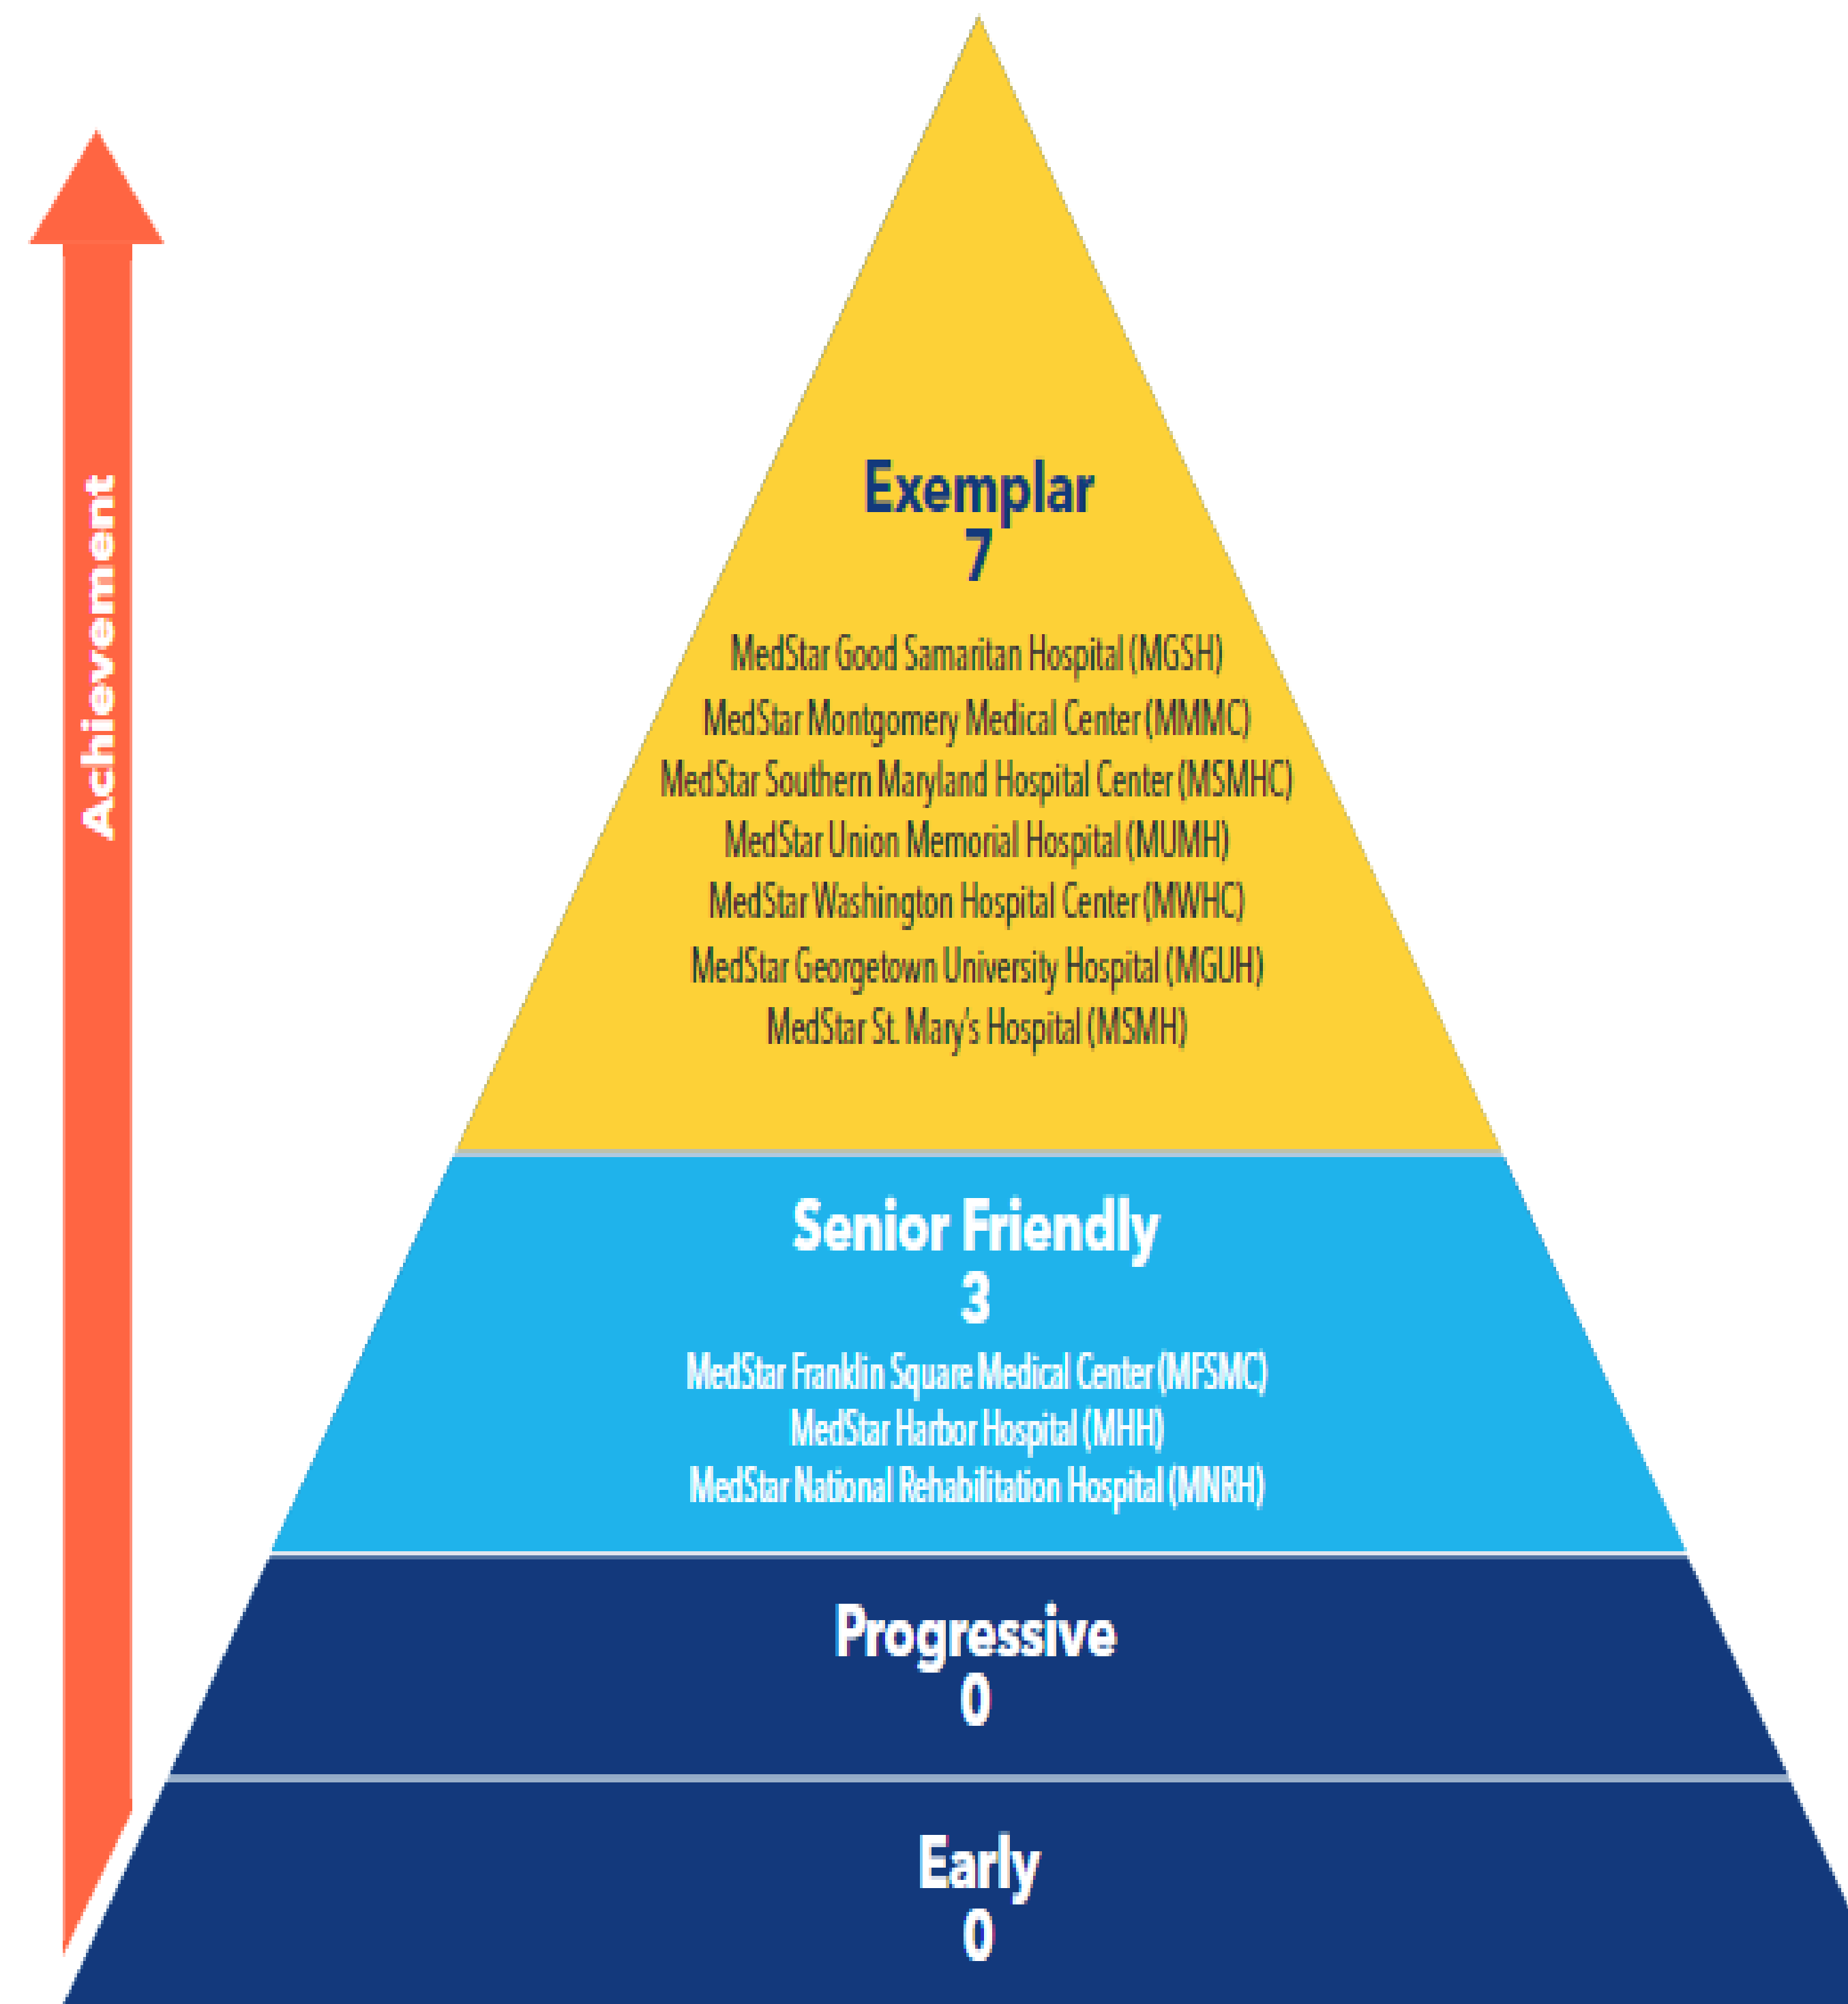 Achievement
Exemplar
7
MedStar Good Samaritan Hospital (MGSH)
MedStar Montgomery Medical Center (MMMC)
MedStar Southern Maryland Hospital Center (MSMHC)
MedStar Union Memorial Hospital (MUMH)
MedStar Washington Hospital Center (MWHC)
MedStar Georgetown University Hospital (MGUH)
MedStar St. Mary's Hospital (MSMH)
Senior Friendly
3
MedStar Franklin Square Medical Center (MFSMC)
MedStar Harbor Hospital (MHH)
MedStar National Rehabilitation Hospital (MNRH)
Progressive
0
Early
0